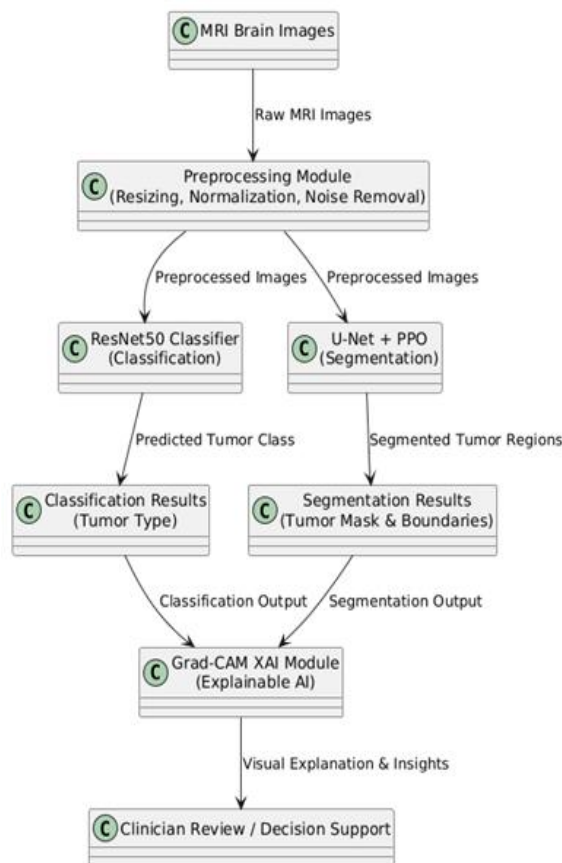 C MRI Brain Images
Raw MRI Images
C Preprocessing Module
(Resizing, Normalization, Noise Removal)
Preprocessed Images
Preprocessed Images
C ResNet50 Classifier
(Classification)
C U-Net + PPO
(Segmentation)
Predicted Tumor Class
Segmented Tumor Regions
C Classification Results
(Tumor Type)
C Segmentation Results
(Tumor Mask & Boundaries)
Classification Output
Segmentation Output
C Grad-CAM XAI Module
(Explainable AI)
Visual Explanation & Insights
C Clinician Review / Decision Support